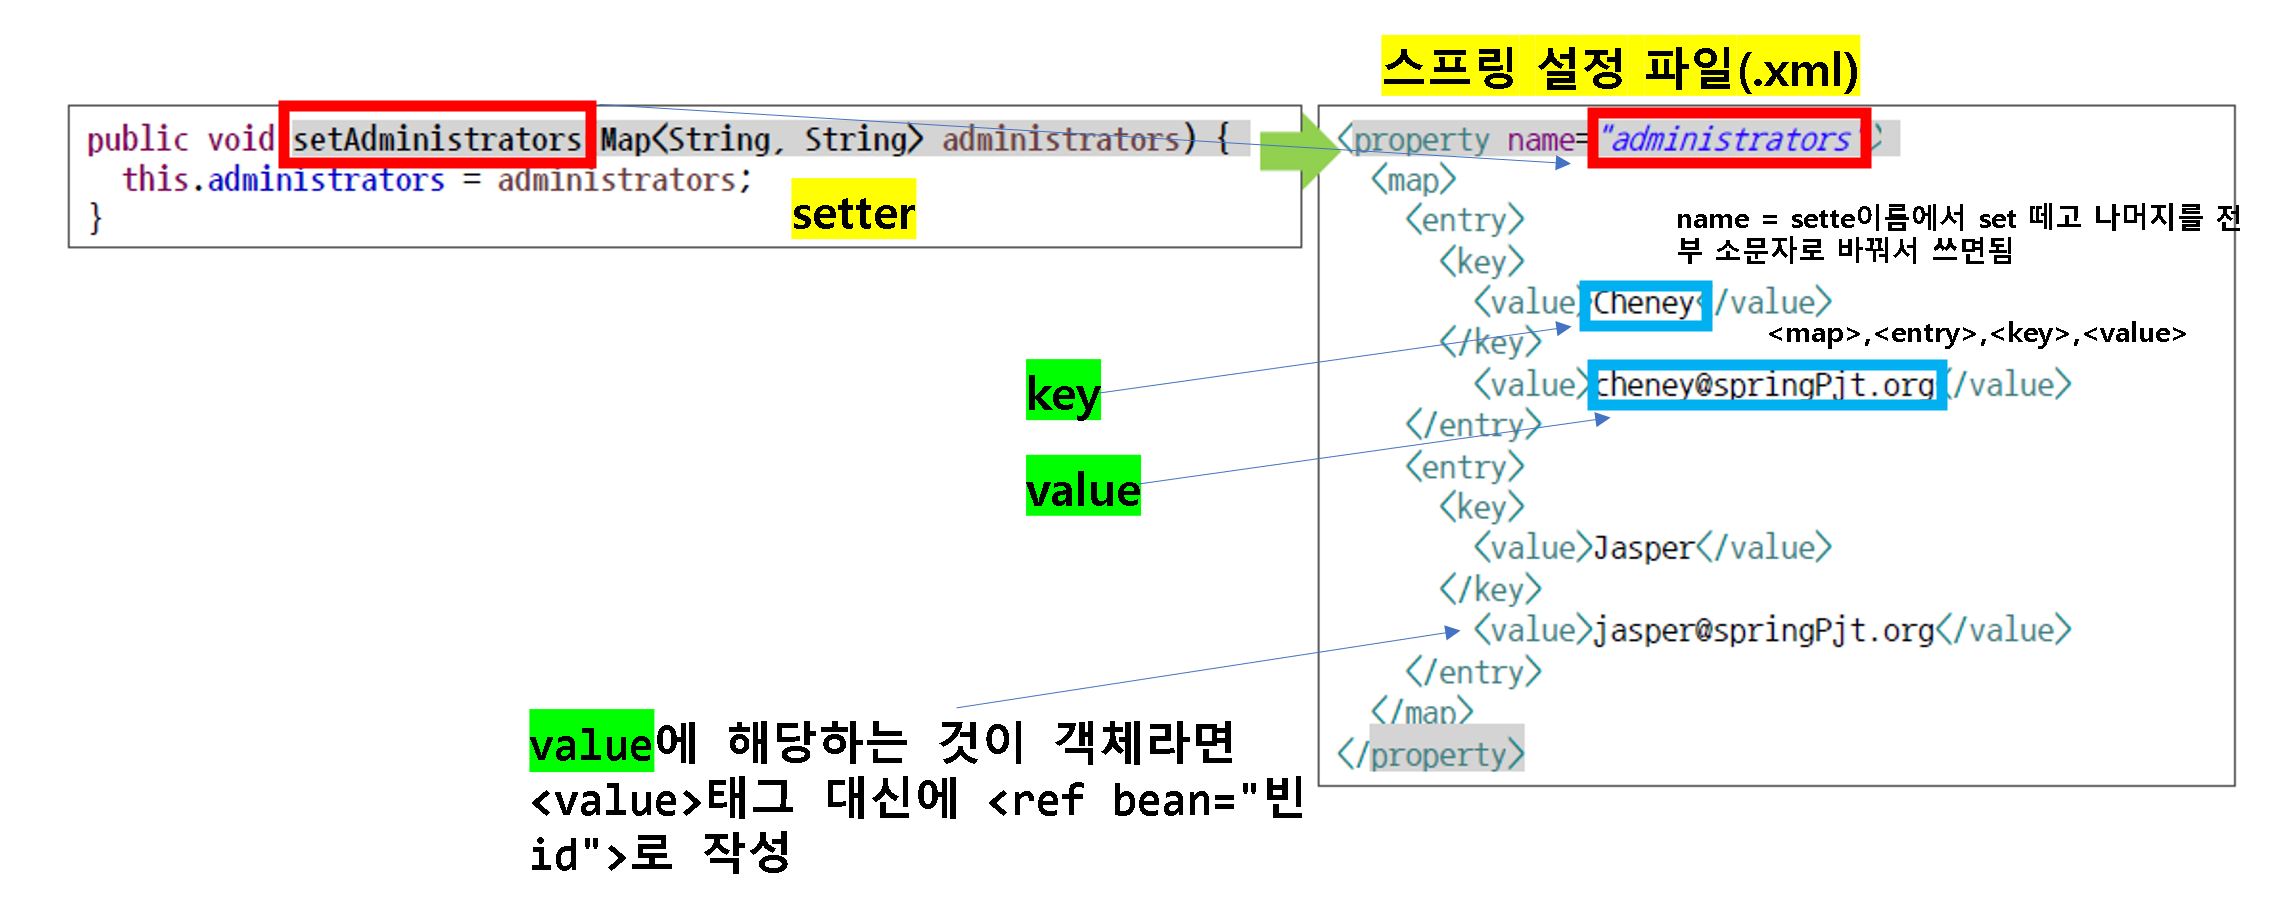 스프링 설정 파일(.xml)
public void setAdministrators Map<String, String> administrators) {
this.administrators = administrators;
}
setter
<property name="administrators">
<map>
<entry>
<key>
<value>Cheney</value>
</key>
<value>cheney@springPjt.org</value>
</entry>
<entry>
<key>
<value>Jasper</value>
</key>
<value>jasper@springPjt.org</value>
</entry>
</map>
</property>
name = sette이름에서 set 떼고 나머지를 전
부 소문자로 바꿔서 쓰면됨
<map>,<entry>,<key>,<value>
key
value
value에 해당하는 것이 객체라면
<value>태그 대신에 <ref bean="빈
id">로 작성